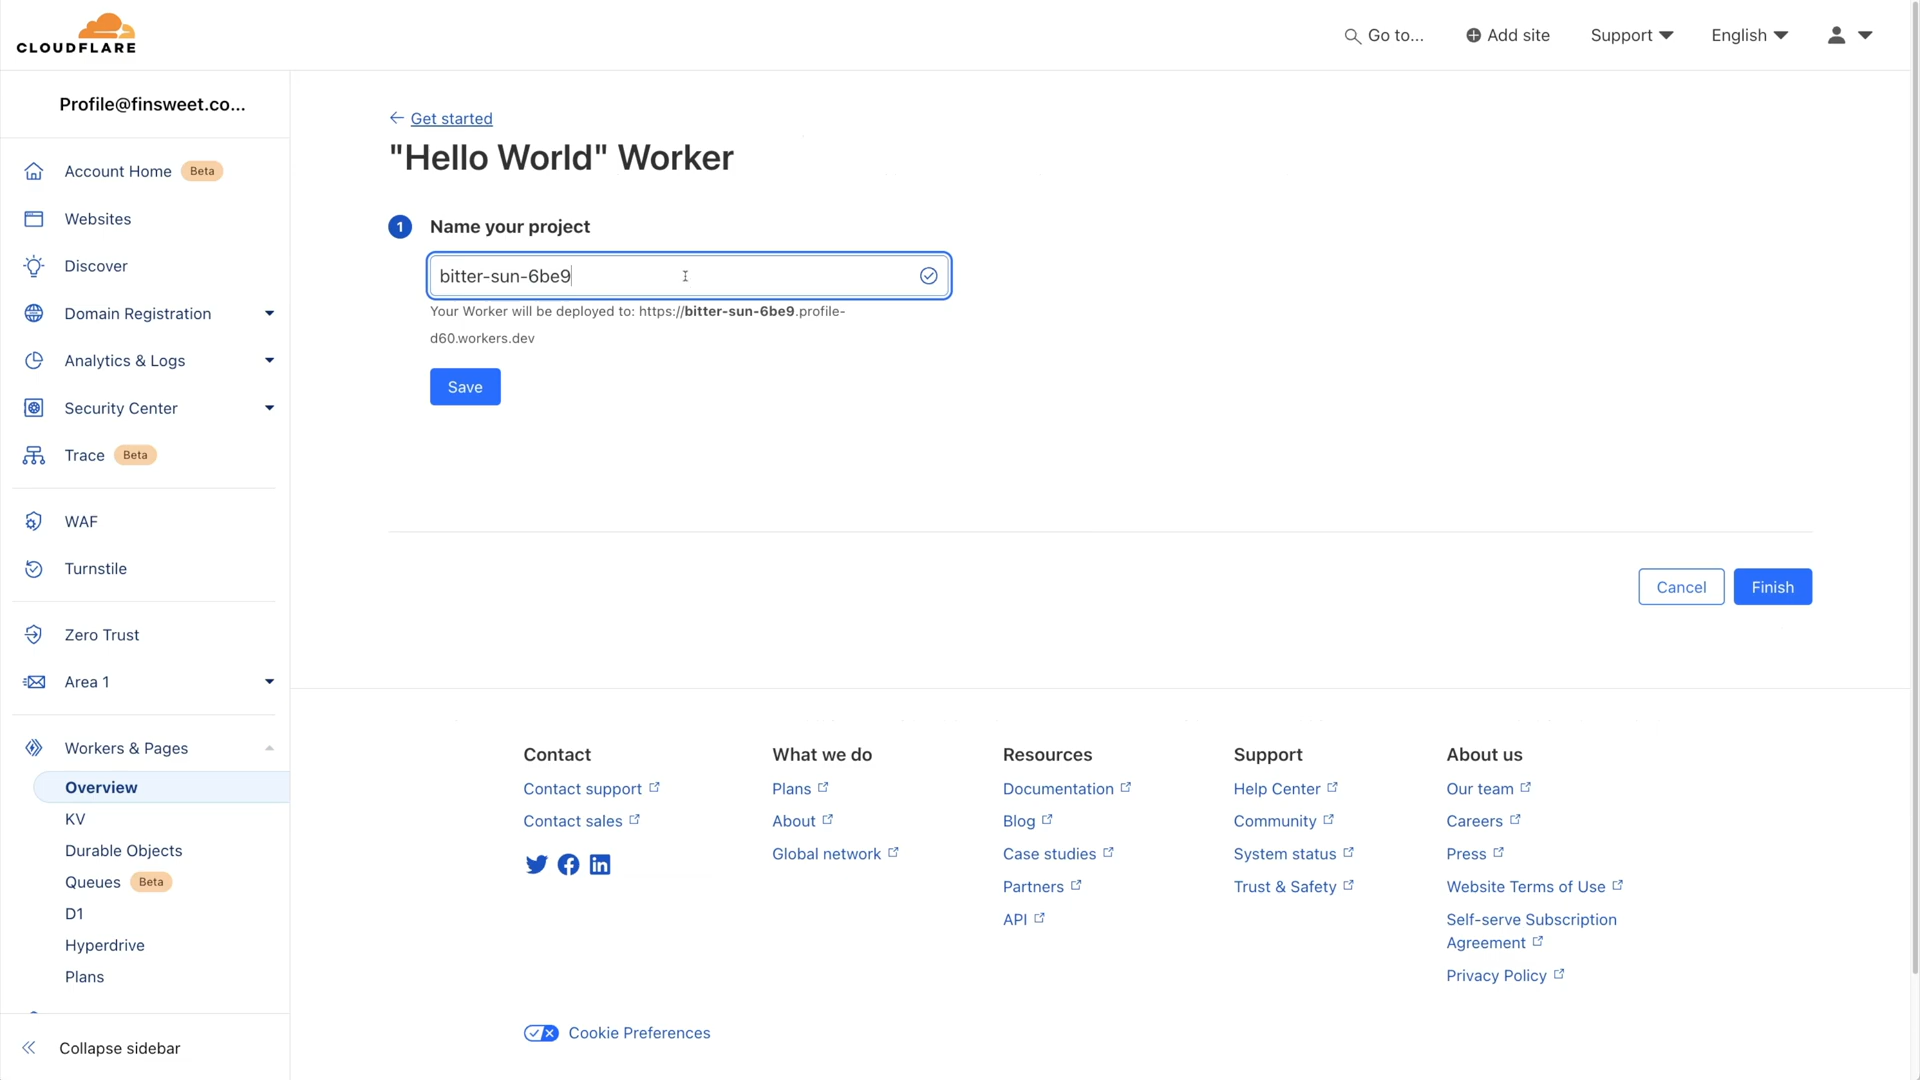 CLOUDFLARE
Go to...
Add site
Support
English
Profile@finsweet.co...
Account Home Beta
Websites
Discover
Domain Registration
Analytics & Logs
Security Center
Trace Beta
WAF
Turnstile
Zero Trust
Area 1
Workers & Pages
Overview
KV
Durable Objects
Queues Beta
D1
Hyperdrive
Plans
Collapse sidebar
Get started
"Hello World" Worker
1 Name your project
bitter-sun-6be9
Your Worker will be deployed to: https://bitter-sun-6be9.profile-
d60.workers.dev
Save
Cancel
Finish
Contact
Contact support
Contact sales
What we do
Plans
About
Global network
Resources
Documentation
Blog
Case studies
Partners
API
Support
Help Center
Community
System status
Trust & Safety
About us
Our team
Careers
Press
Website Terms of Use
Self-serve Subscription
Agreement
Privacy Policy
Cookie Preferences